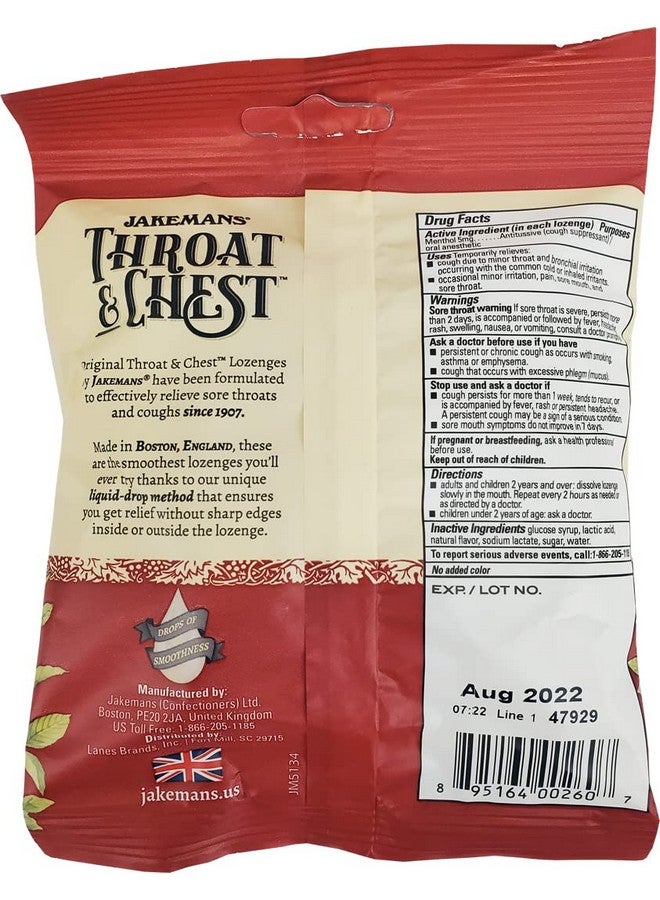 JAKEMANS®
THROAT
& CHEST™
riginal Throat & Chest™ Lozenges
y JAKEMANS® have been formulated
to effectively relieve sore throats
and coughs since 1907.
Made in BOSTON, ENGLAND, these
are the smoothest lozenges you'll
ever try thanks to our unique
liquid-drop method that ensures
you get relief without sharp edges
inside or outside the lozenge.
DROPS OF
SMOOTHNESS
Manufactured by:
Jakemans (Confectioners) Ltd.
Boston, PE20 2JA, United Kingdom
US Toll Free: 1-866-205-1185
Distributed by:
Lanes Brands, Inc. | Fort Mill, SC 29715
jakemans.us
JM5134
Drug Facts
Active Ingredient (in each lozenge) Purposes
Menthol 5mg.......Antitussive (cough suppressant)/
oral anesthetic
Uses Temporarily relieves:
■ cough due to minor throat and bronchial irritation
occurring with the common cold or inhaled irritants.
■ occasional minor irritation, pain, sore mouth, and
sore throat.
Warnings
Sore throat warning If sore throat is severe, persists more
than 2 days, is accompanied or followed by fever, headache,
rash, swelling, nausea, or vomiting, consult a doctor promptly.
Ask a doctor before use if you have
■ persistent or chronic cough as occurs with smoking,
asthma or emphysema.
■ cough that occurs with excessive phlegm (mucus).
Stop use and ask a doctor if
■ cough persists for more than 1 week, tends to recur, or
is accompanied by fever, rash or persistent headache.
A persistent cough may be a sign of a serious condition.
■ sore mouth symptoms do not improve in 7 days.
If pregnant or breastfeeding, ask a health professional
before use.
Keep out of reach of children.
Directions
■ adults and children 2 years and over: dissolve lozenge
slowly in the mouth. Repeat every 2 hours as needed or
as directed by a doctor.
■ children under 2 years of age: ask a doctor.
Inactive Ingredients glucose syrup, lactic acid,
natural flavor, sodium lactate, sugar, water.
To report serious adverse events, call:1-866-205-118
No added color
EXP. / LOT NO.
Aug 2022
07:22 Line 1 47929
8 95164 00260 7